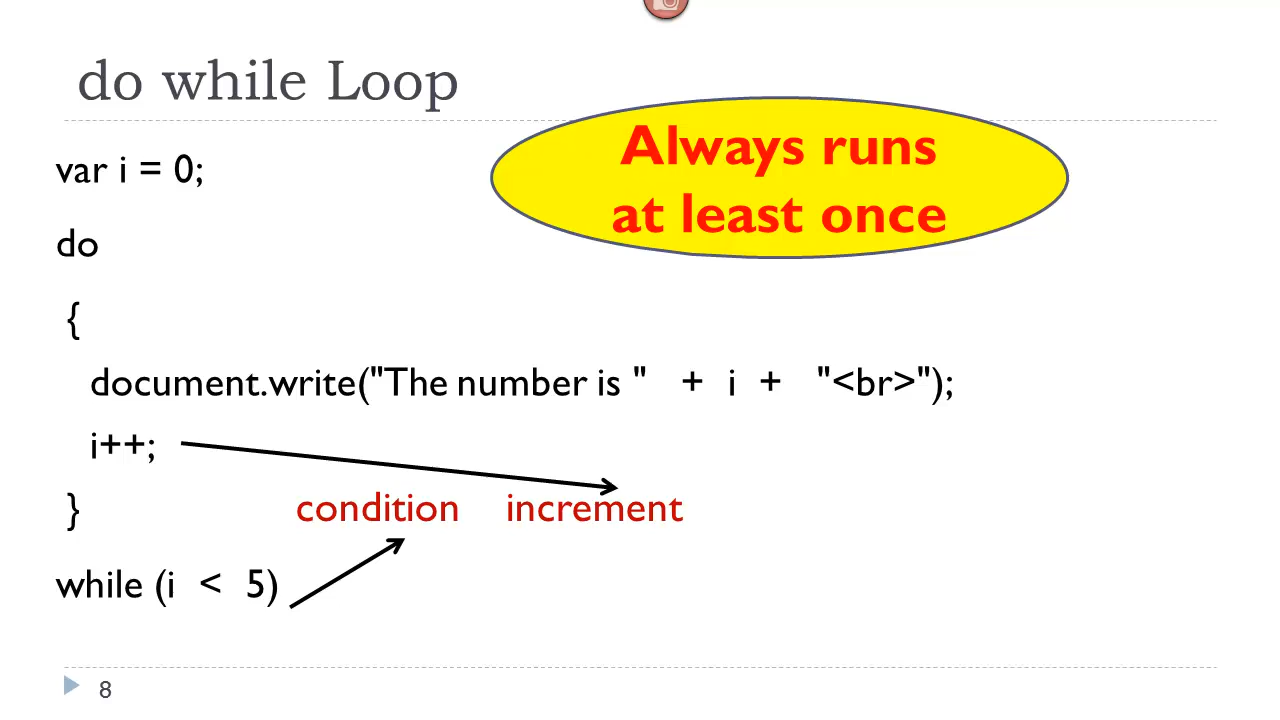 do while Loop
Always runs
at least once
var i = 0;
do
{
document.write("The number is "  +  i  +  "<br>");
i++;
}
condition
increment
while (i  <  5)
8